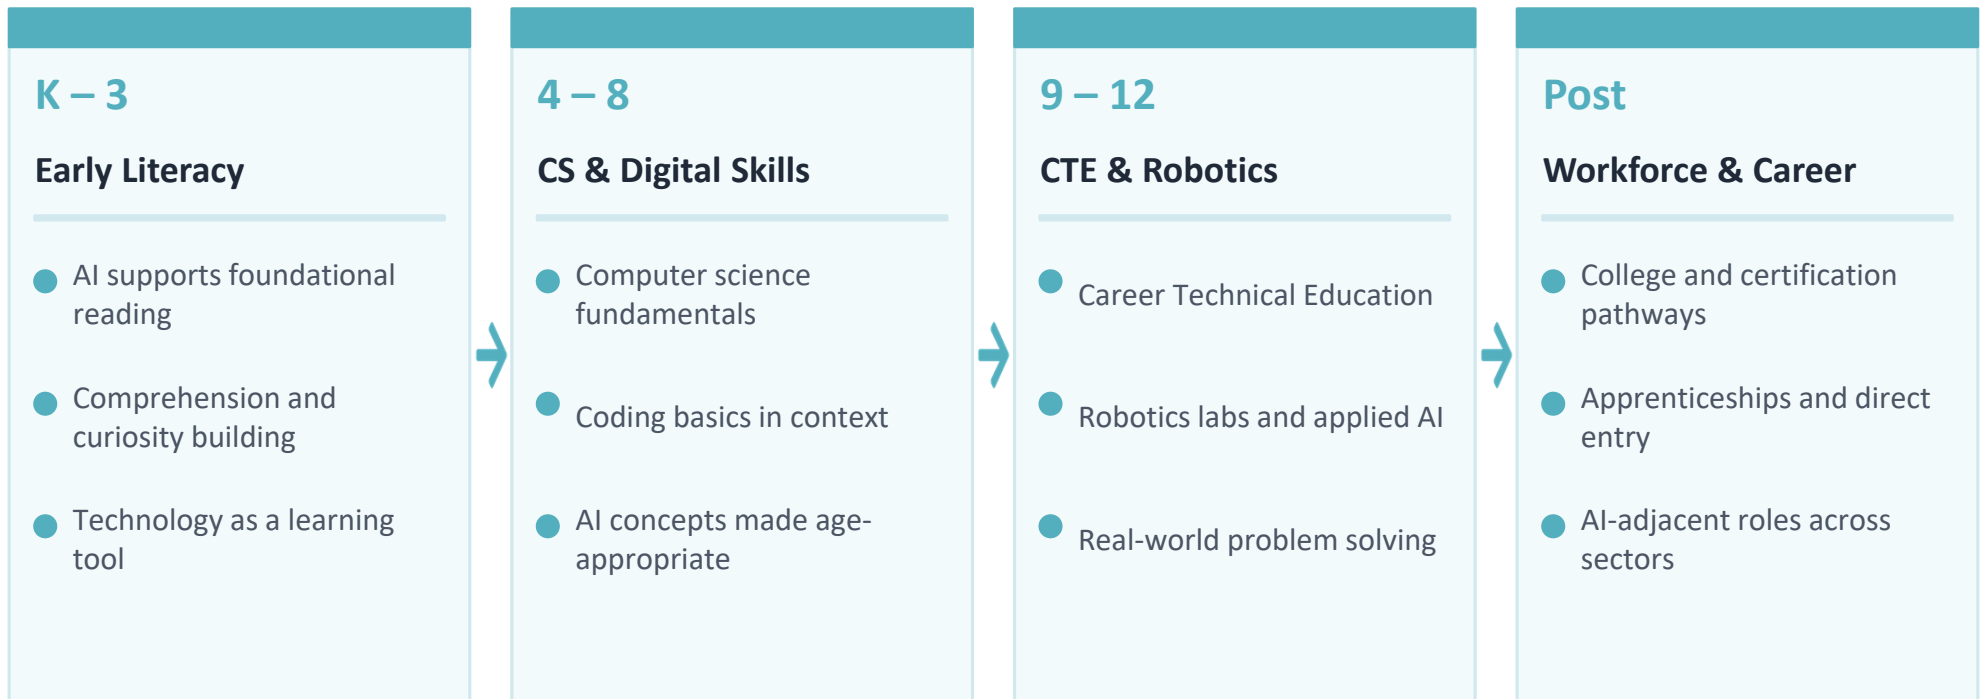 K – 3
Early Literacy
AI supports foundational
reading
Comprehension and
curiosity building
Technology as a learning
tool
4 – 8
CS & Digital Skills
Computer science
fundamentals
Coding basics in context
AI concepts made age-
appropriate
9 – 12
CTE & Robotics
Career Technical Education
Robotics labs and applied AI
Real-world problem solving
Post
Workforce & Career
College and certification
pathways
Apprenticeships and direct
entry
AI-adjacent roles across
sectors